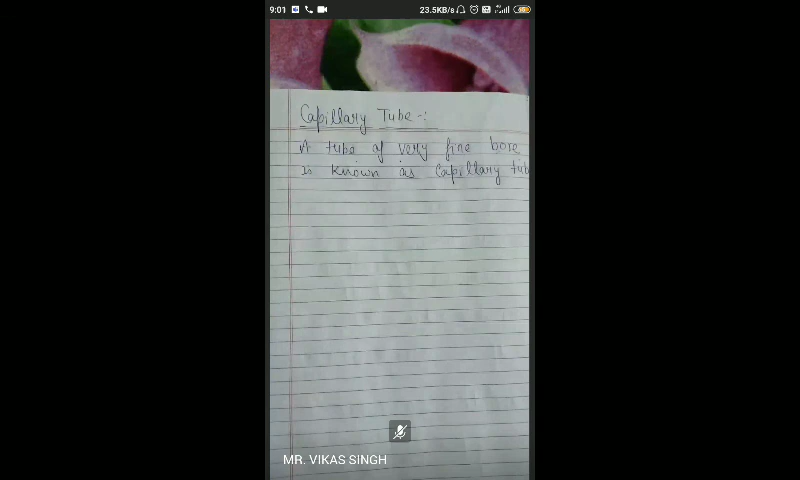 9:01
23.5KB/s
Capillary Tube -:
A tube of very fine bore
is known as Capillary tub
MR. VIKAS SINGH